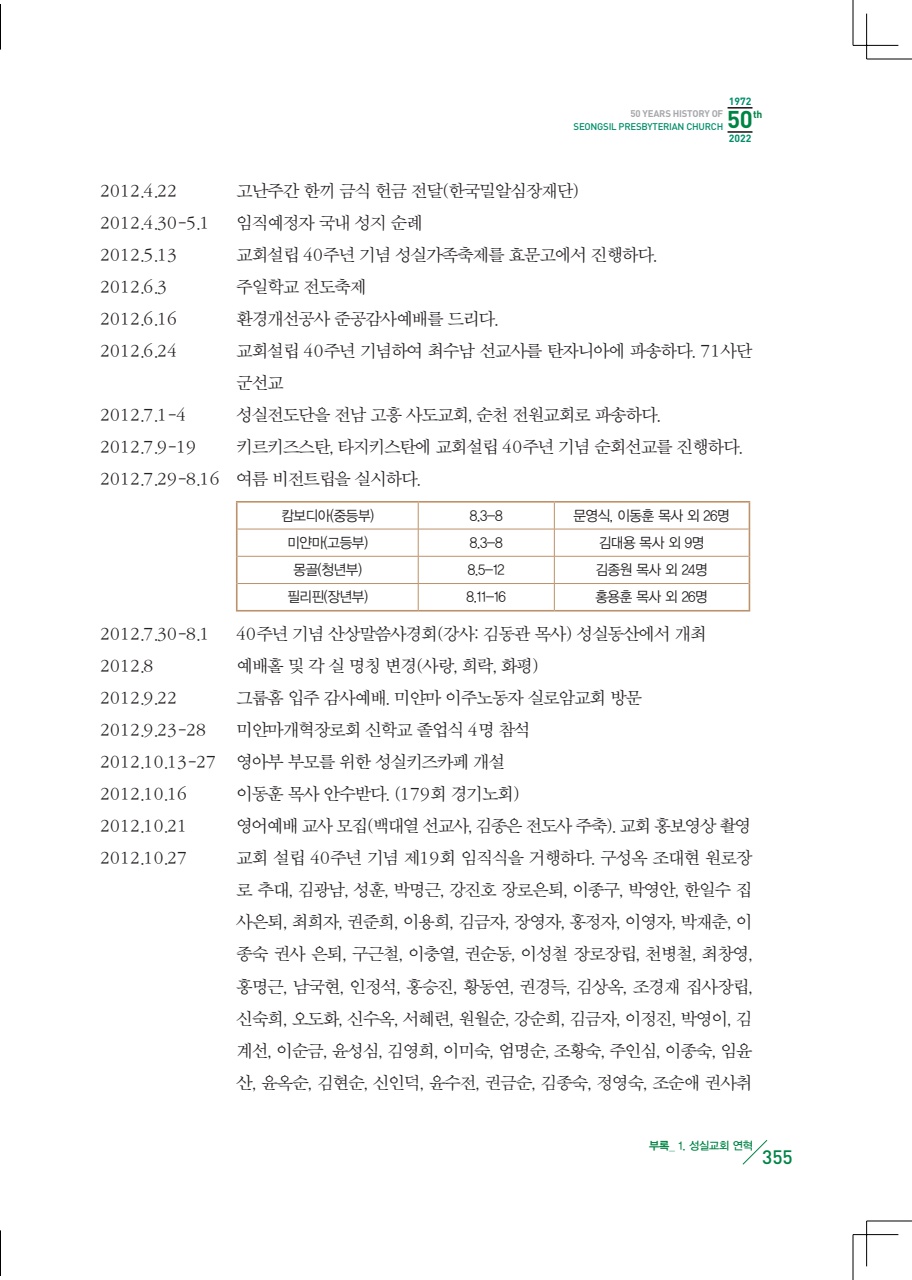 1972
50 YEARS HISTORY OF
SEONGSIL PRESBYTERIAN CHURCH
50th
2022
2012.4.22 고난주간 한끼 금식 헌금 전달(한국밀알심장재단)
2012.4.30-5.1 임직예정자 국내 성지 순례
2012.5.13 교회설립 40주년 기념 성실가족축제를 효문고에서 진행하다.
2012.6.3 주일학교 전도축제
2012.6.16 환경개선공사 준공감사예배를 드리다.
2012.6.24 교회설립 40주년 기념하여 최수남 선교사를 탄자니아에 파송하다. 71사단
군선교
2012.7.1-4 성실전도단을 전남 고흥 사도교회, 순천 전원교회로 파송하다.
2012.7.9-19 키르키즈스탄, 타지키스탄에 교회설립 40주년 기념 순회선교를 진행하다.
2012.7.29-8.16 여름 비전트립을 실시하다.
캄보디아(중등부) 8.3-8 문영식, 이동훈 목사 외 26명
미얀마(고등부) 8.3-8 김대용 목사 외 9명
몽골(청년부) 8.5-12 김종원 목사 외 24명
필리핀(장년부) 8.11-16 홍용훈 목사 외 26명
2012.7.30-8.1 40주년 기념 산상말씀사경회(강사: 김동관 목사) 성실동산에서 개최
2012.8 예배홀 및 각 실 명칭 변경(사랑, 희락, 화평)
2012.9.22 그룹홈 입주 감사예배. 미얀마 이주노동자 실로암교회 방문
2012.9.23-28 미얀마개혁장로회 신학교 졸업식 4명 참석
2012.10.13-27 영아부 부모를 위한 성실키즈카페 개설
2012.10.16 이동훈 목사 안수받다. (179회 경기노회)
2012.10.21 영어예배 교사 모집(백대열 선교사, 김종은 전도사 주축). 교회 홍보영상 촬영
2012.10.27 교회 설립 40주년 기념 제19회 임직식을 거행하다. 구성옥 조대현 원로장
로 추대, 김광남, 성훈, 박명근, 강진호 장로은퇴, 이종구, 박영안, 한일수 집
사은퇴, 최희자, 권준희, 이용희, 김금자, 장영자, 홍정자, 이영자, 박재춘, 이
종숙 권사 은퇴, 구근철, 이충열, 권순동, 이성철 장로장립, 천병철, 최창영,
홍명근, 남국현, 인정석, 홍승진, 황동연, 권경득, 김상옥, 조경재 집사장립,
신숙희, 오도화, 신수옥, 서혜련, 원월순, 강순희, 김금자, 이정진, 박영이, 김
계선, 이순금, 윤성심, 김영희, 이미숙, 엄명순, 조황숙, 주인심, 이종숙, 임윤
산, 윤옥순, 김현순, 신인덕, 윤수전, 권금순, 김종숙, 정영숙, 조순애 권사취
부록_ 1. 성실교회 연혁
355